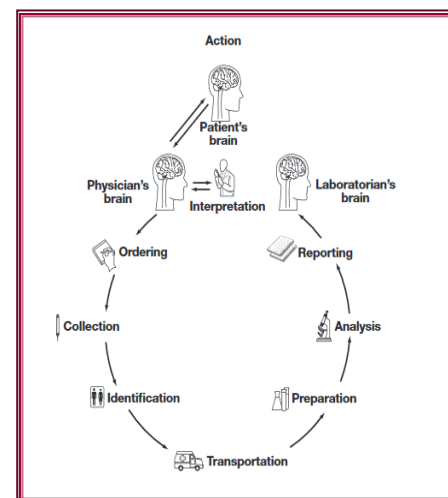 Action
Patient's
brain
Physician's
brain
Interpretation
Laboratorian's
brain
Ordering
Reporting
Collection
Analysis
Identification
Preparation
Transportation